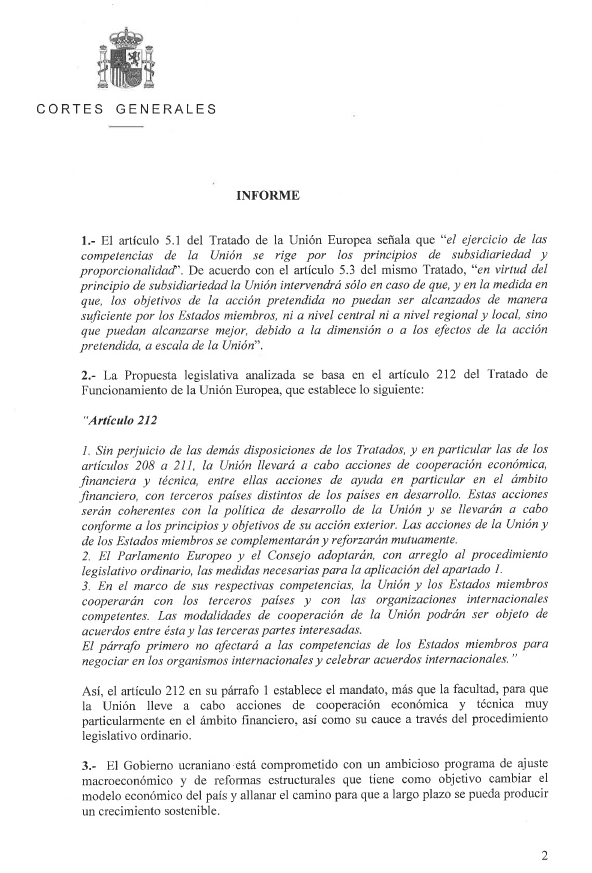 CORTES GENERALES
INFORME
1.- El artículo 5.1 del Tratado de la Unión Europea señala que “el ejercicio de las
competencias de la Unión se rige por los principios de subsidiariedad y
proporcionalidad”. De acuerdo con el artículo 5.3 del mismo Tratado, “en virtud del
principio de subsidiariedad la Unión intervendrá sólo en caso de que, y en la medida en
que, los objetivos de la acción pretendida no puedan ser alcanzados de manera
suficiente por los Estados miembros, ni a nivel central ni a nivel regional y local, sino
que puedan alcanzarse mejor, debido a la dimensión o a los efectos de la acción
pretendida, a escala de la Unión”.
2.- La Propuesta legislativa analizada se basa en el artículo 212 del Tratado de
Funcionamiento de la Unión Europea, que establece lo siguiente:
“Artículo 212
1. Sin perjuicio de las demás disposiciones de los Tratados, y en particular las de los
artículos 208 a 211, la Unión llevará a cabo acciones de cooperación económica,
financiera y técnica, entre ellas acciones de ayuda en particular en el ámbito
financiero, con terceros países distintos de los países en desarrollo. Estas acciones
serán coherentes con la política de desarrollo de la Unión y se llevarán a cabo
conforme a los principios y objetivos de su acción exterior. Las acciones de la Unión y
de los Estados miembros se complementarán y reforzarán mutuamente.
2. El Parlamento Europeo y el Consejo adoptarán, con arreglo al procedimiento
legislativo ordinario, las medidas necesarias para la aplicación del apartado 1.
3. En el marco de sus respectivas competencias, la Unión y los Estados miembros
cooperarán con los terceros países y con las organizaciones internacionales
competentes. Las modalidades de cooperación de la Unión podrán ser objeto de
acuerdos entre ésta y las terceras partes interesadas.
El párrafo primero no afectará a las competencias de los Estados miembros para
negociar en los organismos internacionales y celebrar acuerdos internacionales.”
Así, el artículo 212 en su párrafo 1 establece el mandato, más que la facultad, para que
la Unión lleve a cabo acciones de cooperación económica y técnica muy
particularmente en el ámbito financiero, así como su cauce a través del procedimiento
legislativo ordinario.
3.- El Gobierno ucraniano está comprometido con un ambicioso programa de ajuste
macroeconómico y de reformas estructurales que tiene como objetivo cambiar el
modelo económico del país y allanar el camino para que a largo plazo se pueda producir
un crecimiento sostenible.
2